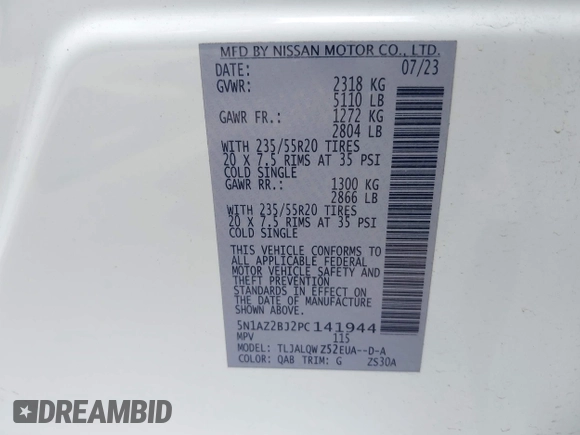 MFD BY NISSAN MOTOR CO., LTD.
DATE: 07/23
GVWR: 2318 KG
5110 LB
GAWR FR.: 1272 KG
2804 LB
WITH 235/55R20 TIRES
20 X 7.5 RIMS AT 35 PSI
COLD SINGLE
GAWR RR.: 1300 KG
2866 LB
WITH 235/55R20 TIRES
20 X 7.5 RIMS AT 35 PSI
COLD SINGLE
THIS VEHICLE CONFORMS TO
ALL APPLICABLE FEDERAL
MOTOR VEHICLE SAFETY AND
THEFT PREVENTION
STANDARDS IN EFFECT ON
THE DATE OF MANUFACTURE
SHOWN ABOVE.
5N1AZ2BJ2PC141944
MPV 115
MODEL: TLJALQWZ52EUA--D-A
COLOR: QAB TRIM: G ZS30A
DREAMBID